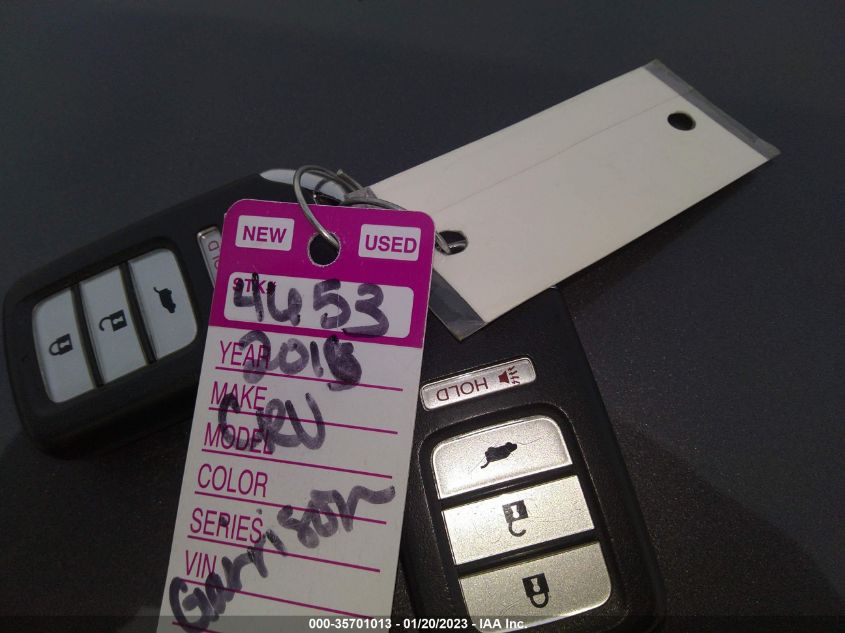 NEW USED
STK#
4653
YEAR 2018
MAKE
CRV
MODEL
COLOR
SERIES
VIN
Garrison
HOLD
000-35701013 - 01/20/2023 - IAA Inc.